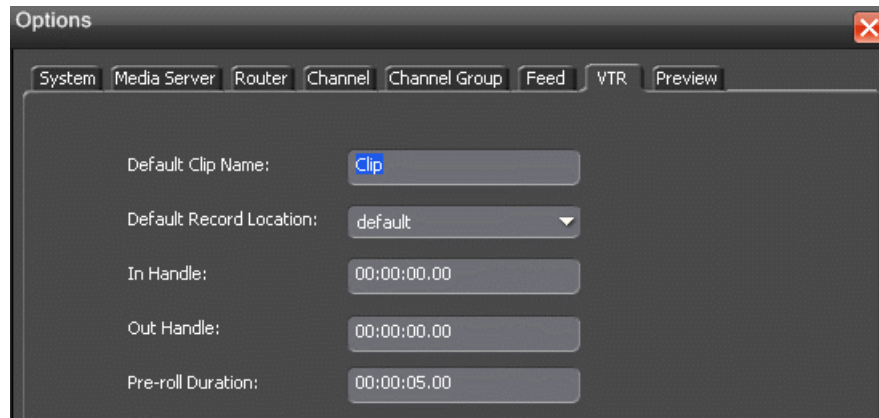 Options
System Media Server Router Channel Channel Group Feed VTR Preview
Default Clip Name: Clip
Default Record Location: default
In Handle: 00:00:00.00
Out Handle: 00:00:00.00
Pre-roll Duration: 00:00:05.00